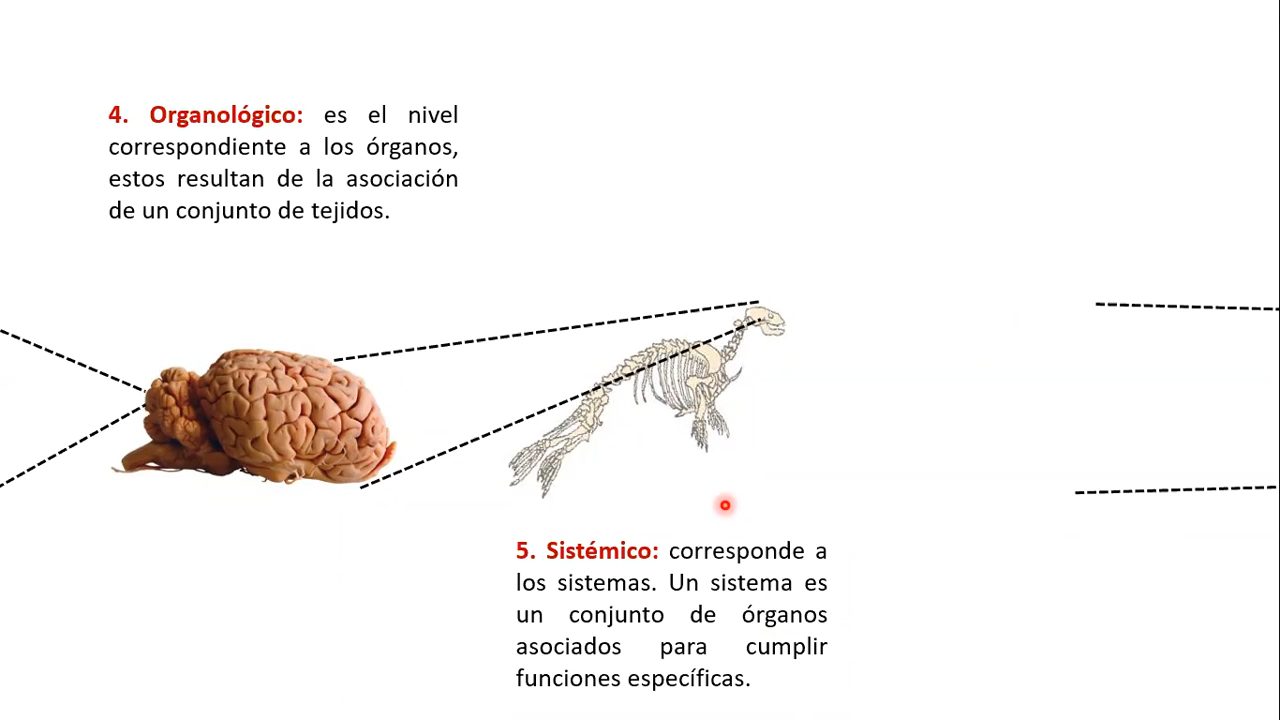 4. Organológico: es el nivel
correspondiente a los órganos,
estos resultan de la asociación
de un conjunto de tejidos.
5. Sistémico: corresponde a
los sistemas. Un sistema es
un conjunto de órganos
asociados para cumplir
funciones específicas.